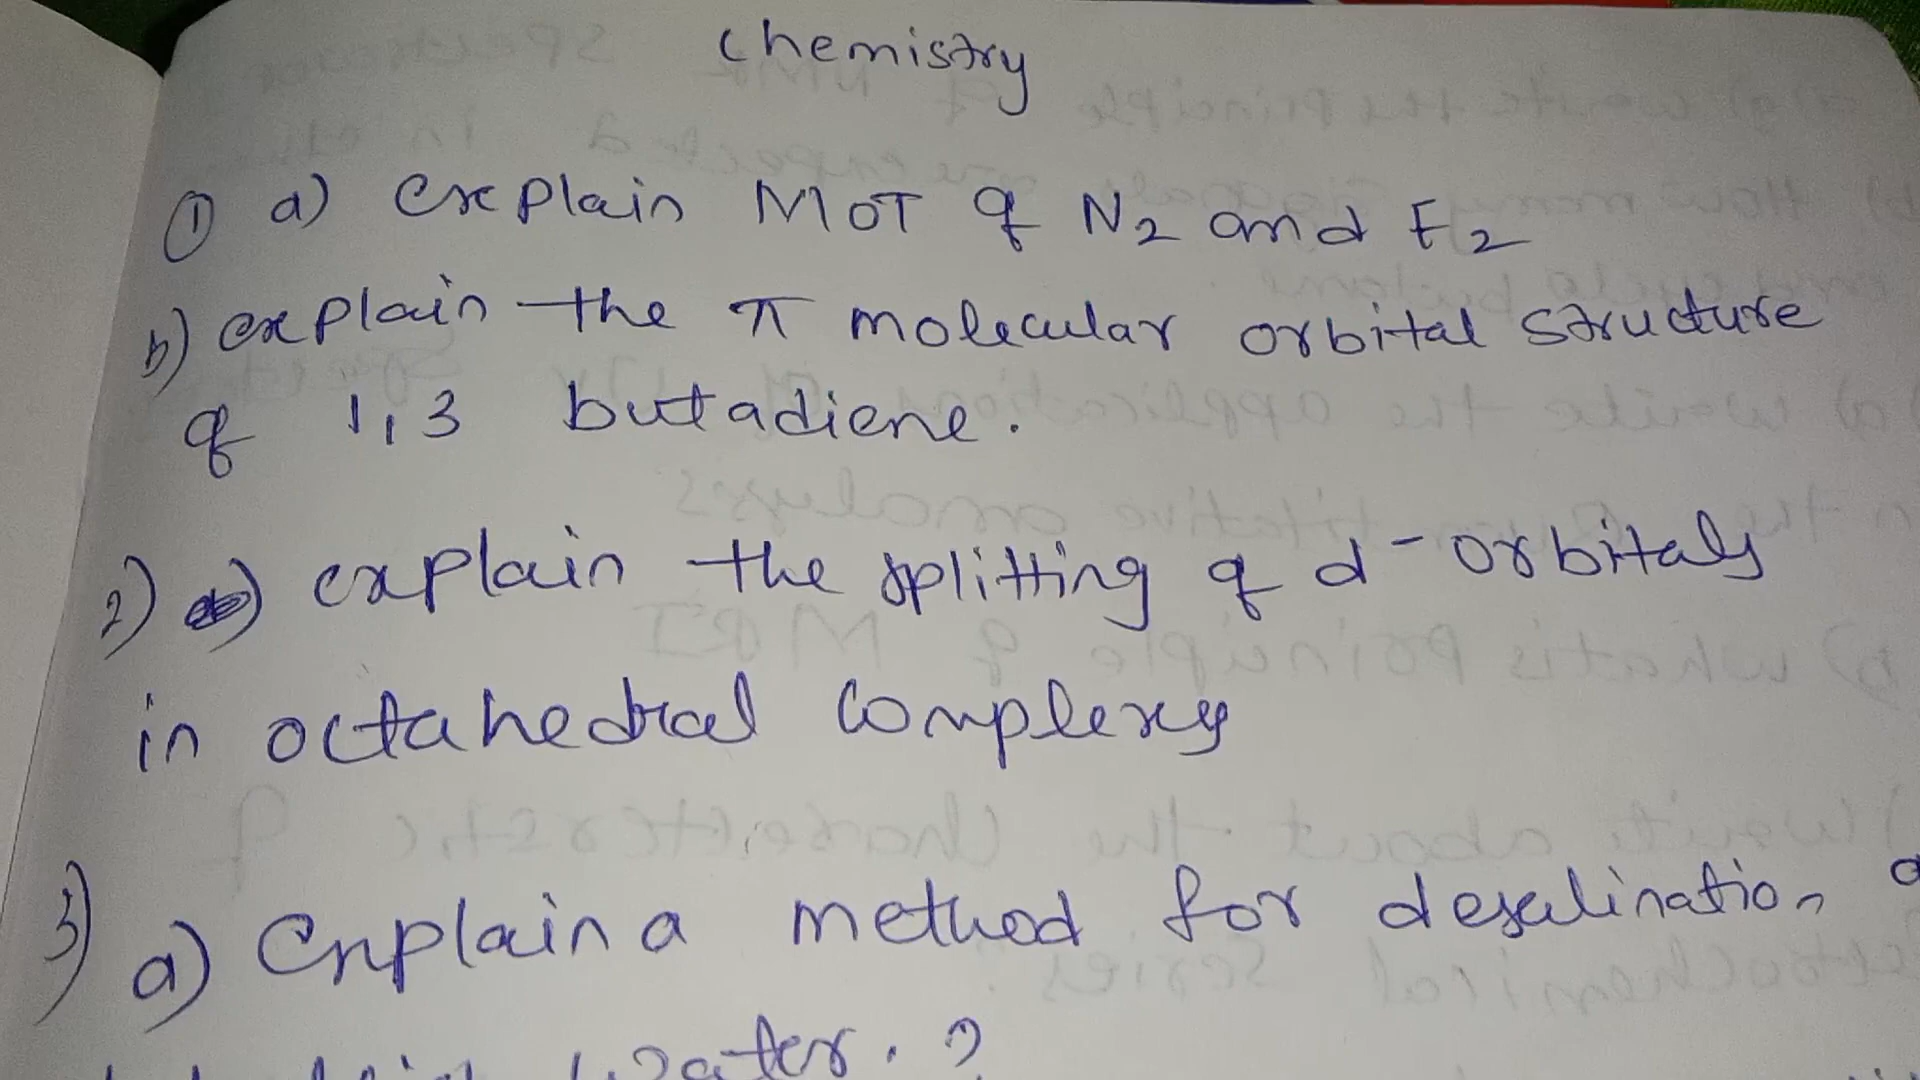 chemistry
① a) explain MOT of N2 and F2
b) explain the π molecular orbital structure
of 1,3 butadiene.
2) explain the splitting of d-orbitals
in octahedral complexes
3) a) Explain a method for desalination
water. ?